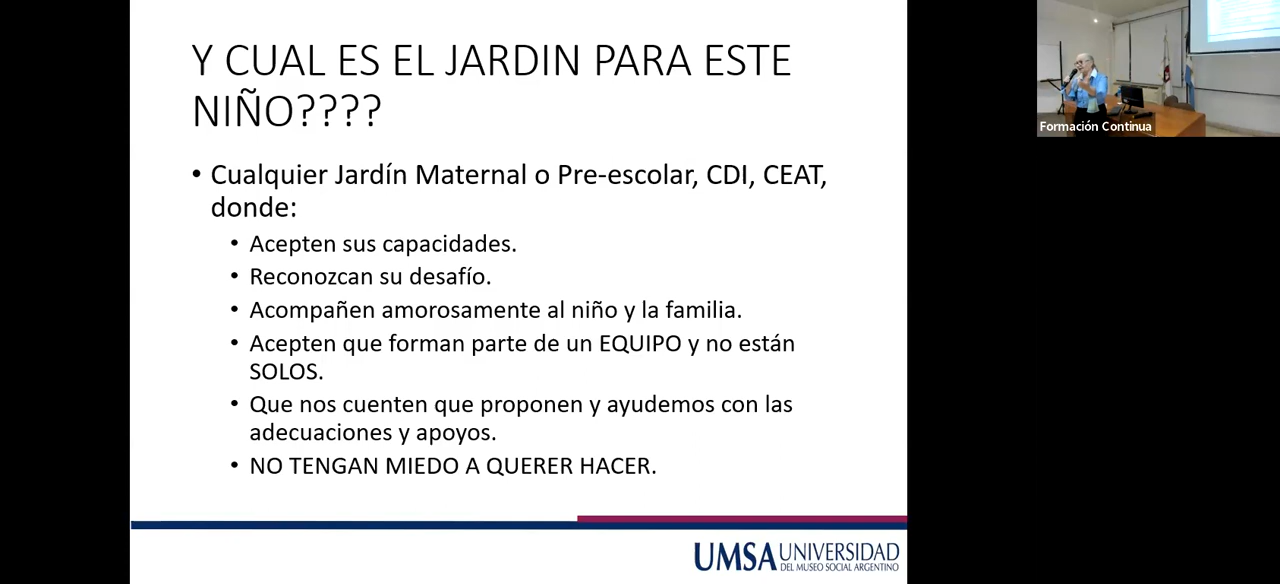 Y CUAL ES EL JARDIN PARA ESTE
NIÑO????
• Cualquier Jardín Maternal o Pre-escolar, CDI, CEAT,
donde:
• Acepten sus capacidades.
• Reconozcan su desafío.
• Acompañen amorosamente al niño y la familia.
• Acepten que forman parte de un EQUIPO y no están
SOLOS.
• Que nos cuenten que proponen y ayudemos con las
adecuaciones y apoyos.
• NO TENGAN MIEDO A QUERER HACER.
UMSA UNIVERSIDAD
DEL MUSEO SOCIAL ARGENTINO
Formación Continua